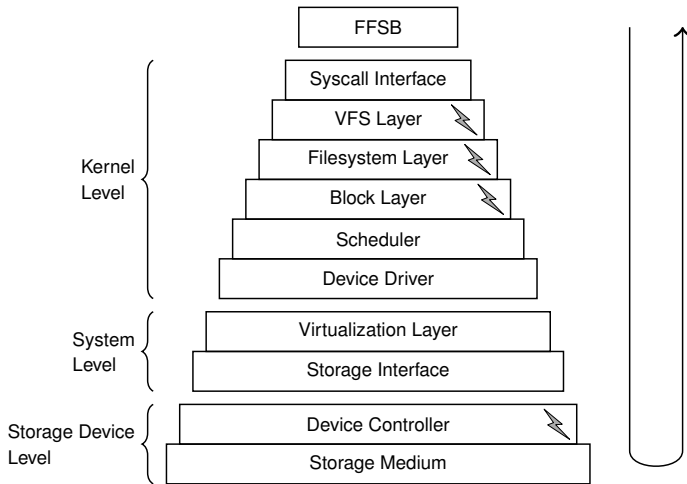 FFSB
Syscall Interface
VFS Layer
Filesystem Layer
Kernel
Level
Block Layer
Scheduler
Device Driver
Virtualization Layer
System
Level
Storage Interface
Device Controller
Storage Device
Level
Storage Medium